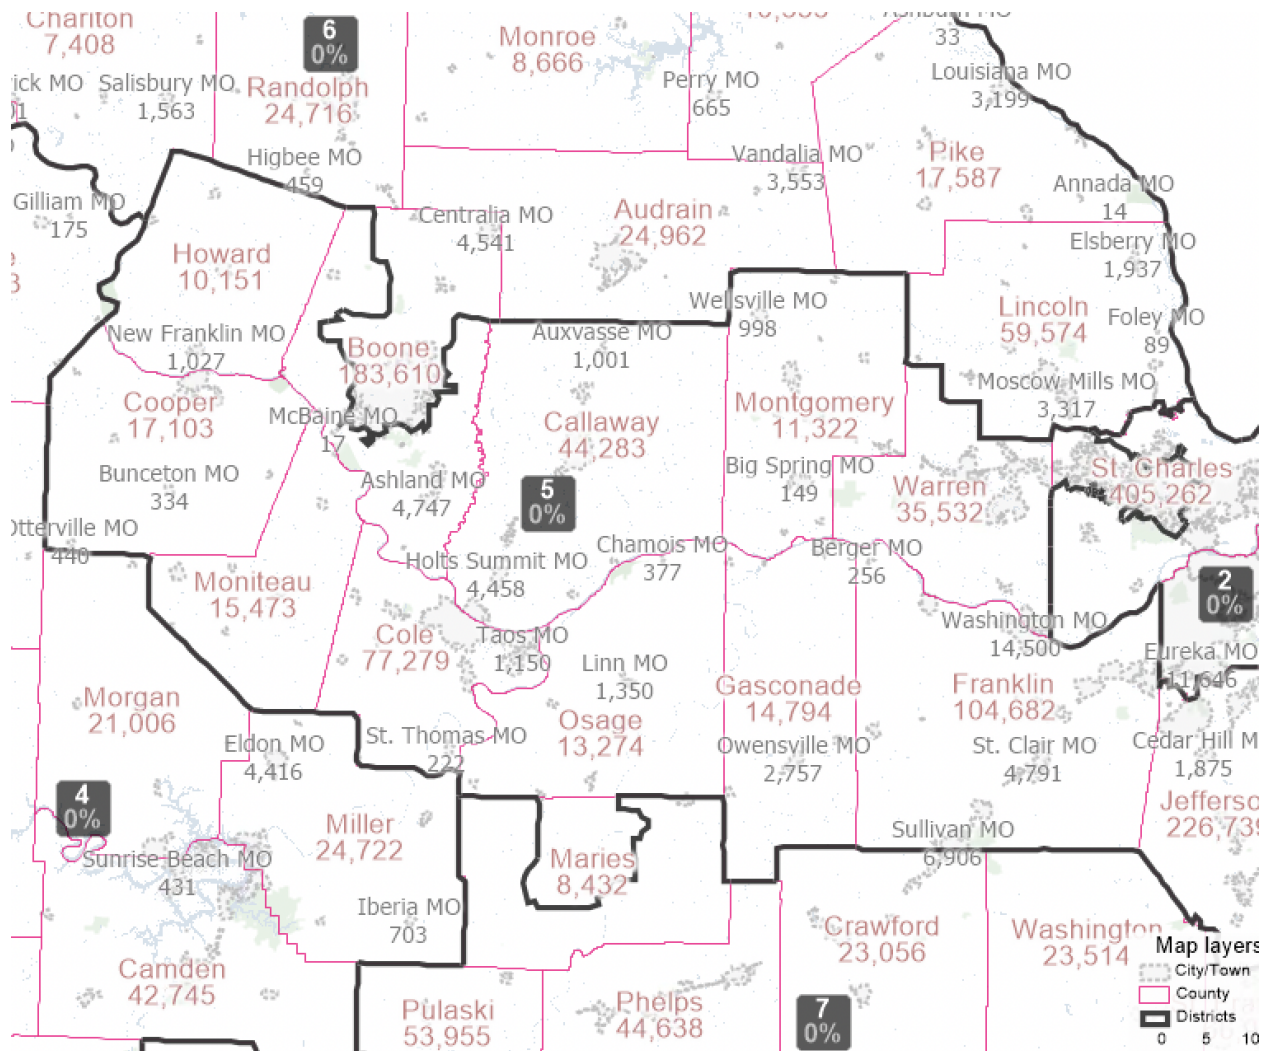 Chariton
7,408
6
0%
Randolph
24,716
Monroe
8,666
Perry MO
665
33
Louisiana MO
3,199
Salisbury MO
1,563
Higbee MO
459
Vandalia MO
3,553
Pike
17,587
Annada MO
14
Gilliam MO
175
Centralia MO
4,541
Audrain
24,962
Howard
10,151
Elsberry MO
1,937
Wellsville MO
998
Lincoln
59,574
Foley MO
89
New Franklin MO
1,027
Boone
183,610
Auxvasse MO
1,001
Moscow Mills MO
3,317
Cooper
17,103
McBaine MO
17
Callaway
44,283
Montgomery
11,322
Bunceton MO
334
Ashland MO
4,747
5
0%
Big Spring MO
149
Warren
35,532
St. Charles
405,262
Otterville MO
440
Holts Summit MO
4,458
Chamois MO
377
Berger MO
256
Moniteau
15,473
2
0%
Cole
77,279
Taos MO
1,150
Linn MO
1,350
Washington MO
14,500
Eureka MO
11,646
Morgan
21,006
Osage
13,274
Gasconade
14,794
Franklin
104,682
Eldon MO
4,416
St. Thomas MO
222
Owensville MO
2,757
St. Clair MO
4,791
Cedar Hill M
1,875
4
0%
Miller
24,722
Jefferso
226,739
Sunrise Beach MO
431
Maries
8,432
Sullivan MO
6,906
Iberia MO
703
Crawford
23,056
Washington
23,514
Camden
42,745
Pulaski
53,955
Phelps
44,638
7
0%
Map layers
City/Town
County
Districts
0 5 10